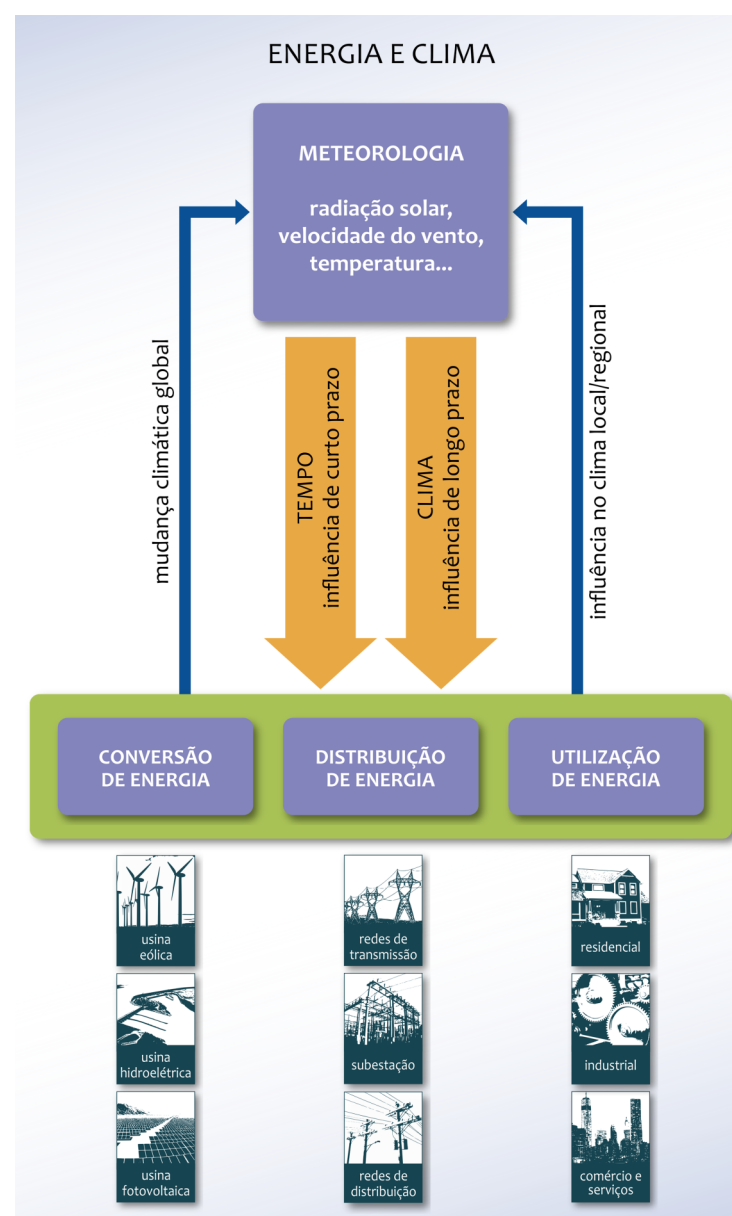 ENERGIA E CLIMA
METEOROLOGIA
radiação solar,
velocidade do vento,
temperatura...
mudança climática global
TEMPO
influência de curto prazo
CLIMA
influência de longo prazo
influência no clima local/regional
CONVERSÃO
DE ENERGIA
DISTRIBUIÇÃO
DE ENERGIA
UTILIZAÇÃO
DE ENERGIA
usina
eólica
redes de
transmissão
residencial
usina
hidroelétrica
subestação
industrial
usina
fotovoltaica
redes de
distribuição
comércio e
serviços